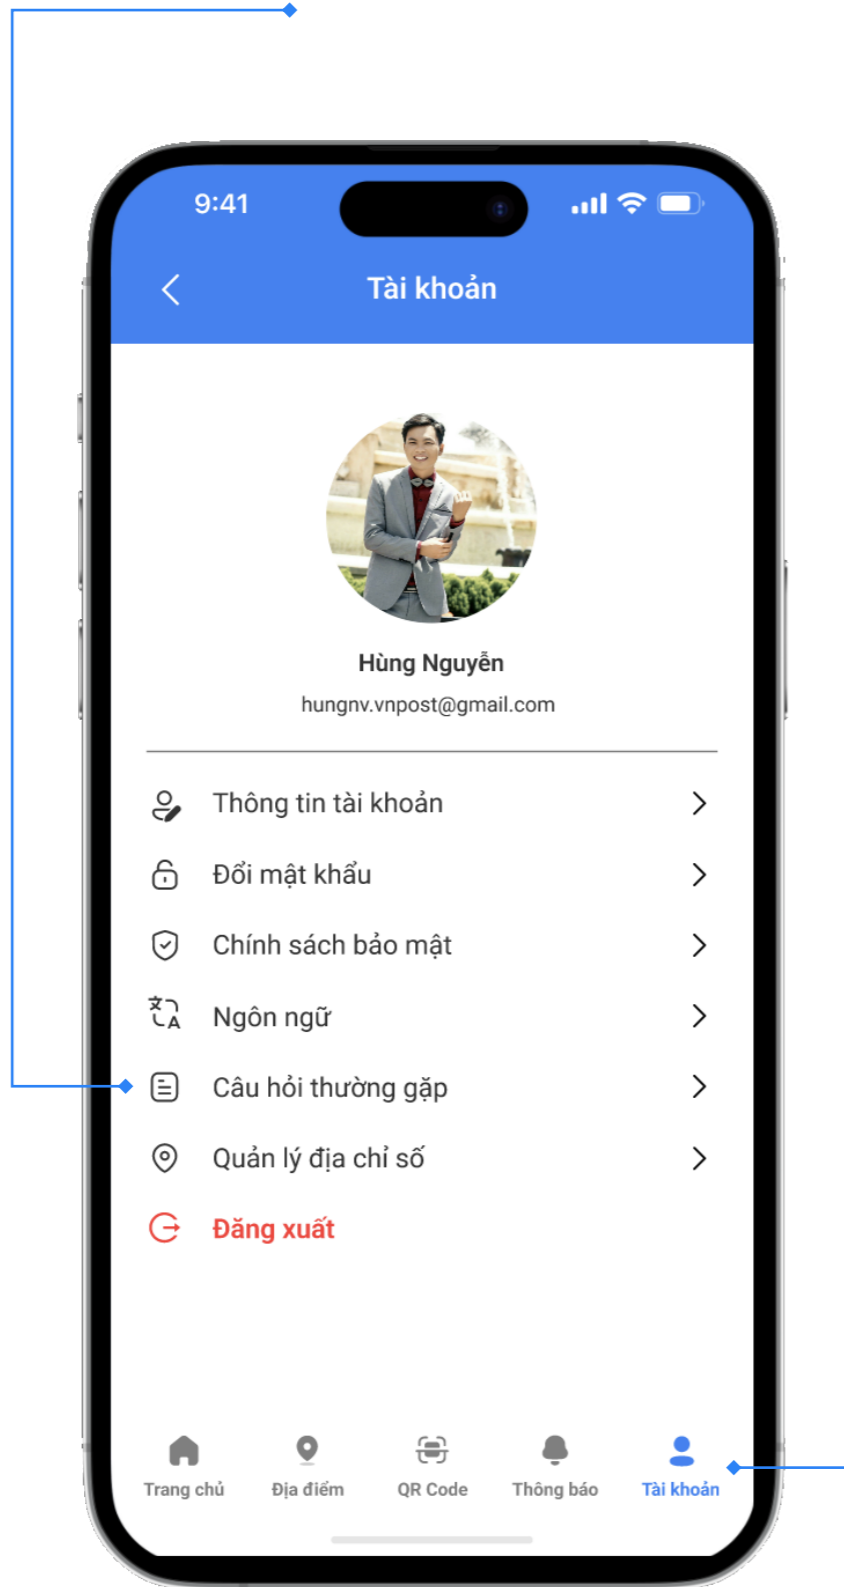 9:41
Tài khoản
Hùng Nguyễn
hungnv.vnpost@gmail.com
Thông tin tài khoản
Đổi mật khẩu
Chính sách bảo mật
Ngôn ngữ
Câu hỏi thường gặp
Quản lý địa chỉ số
Đăng xuất
Trang chủ Địa điểm QR Code Thông báo Tài khoản